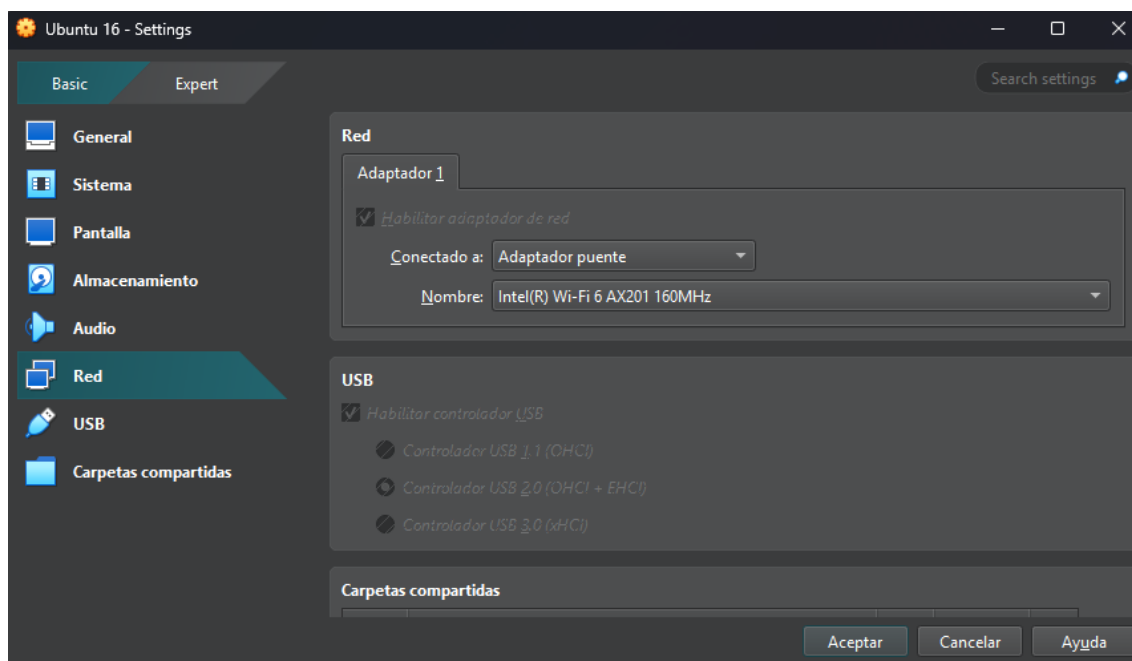 Ubuntu 16 - Settings
Basic Expert Search settings
General
Sistema
Pantalla
Almacenamiento
Audio
Red
USB
Carpetas compartidas
Red
Adaptador 1
Habilitar adaptador de red
Conectado a: Adaptador puente
Nombre: Intel(R) Wi-Fi 6 AX201 160MHz
USB
Habilitar controlador USB
Controlador USB 1.1 (OHCI)
Controlador USB 2.0 (OHCI + EHCI)
Controlador USB 3.0 (xHCI)
Carpetas compartidas
Aceptar Cancelar Ayuda